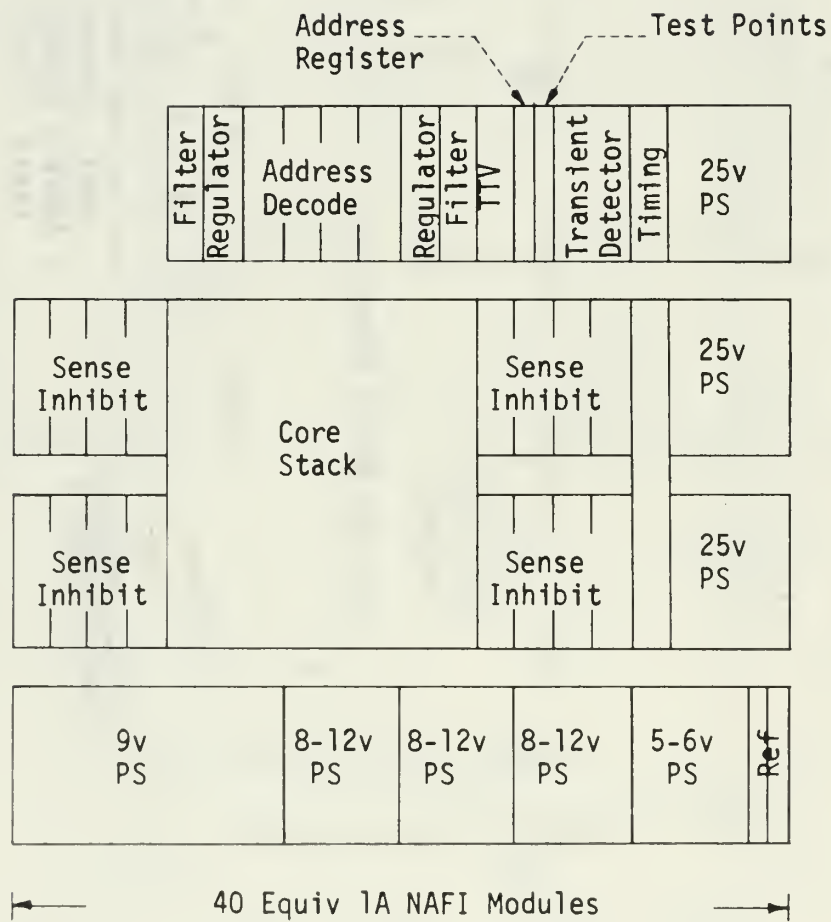 Address
Register
Test Points
Filter
Regulator
Address
Decode
Regulator
Filter
TTV
Transient
Detector
Timing
25v
PS
Sense
Inhibit
Core
Stack
Sense
Inhibit
25v
PS
Sense
Inhibit
Sense
Inhibit
25v
PS
9v
PS
8-12v
PS
8-12v
PS
8-12v
PS
5-6v
PS
Ref
40 Equiv 1A NAFI Modules